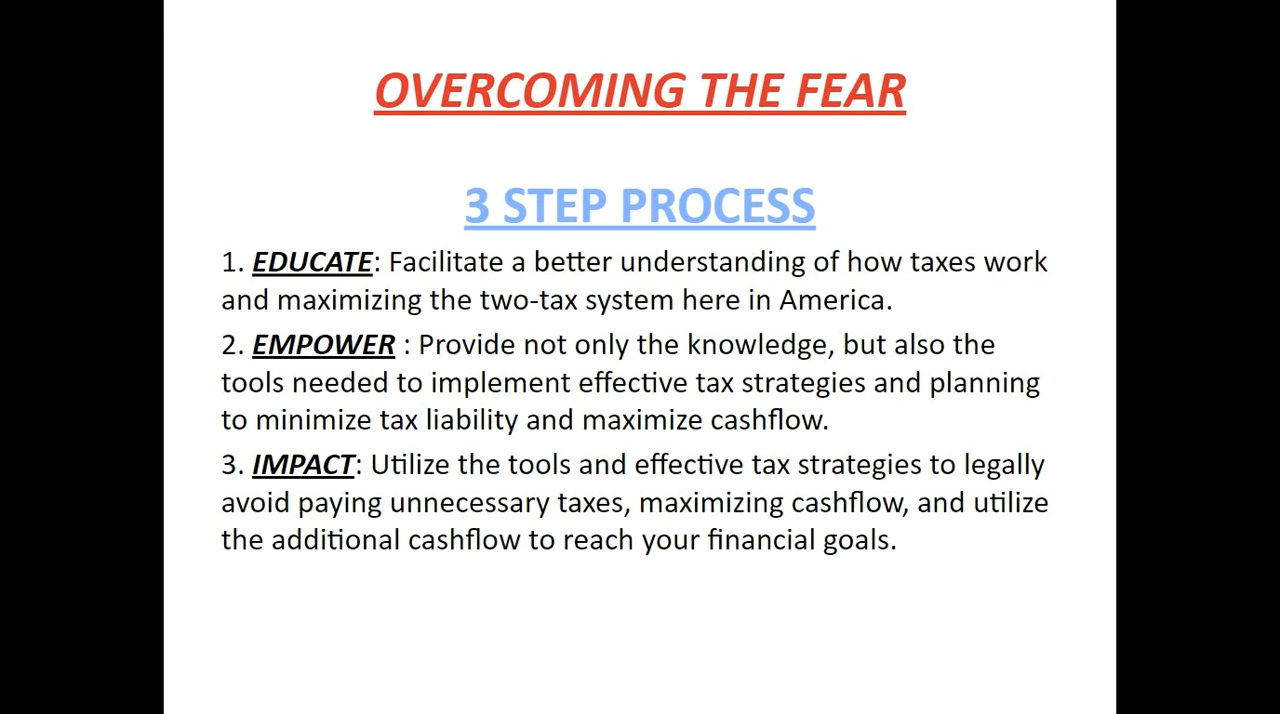 OVERCOMING THE FEAR
3 STEP PROCESS
1. EDUCATE: Facilitate a better understanding of how taxes work
and maximizing the two-tax system here in America.
2. EMPOWER : Provide not only the knowledge, but also the
tools needed to implement effective tax strategies and planning
to minimize tax liability and maximize cashflow.
3. IMPACT: Utilize the tools and effective tax strategies to legally
avoid paying unnecessary taxes, maximizing cashflow, and utilize
the additional cashflow to reach your financial goals.